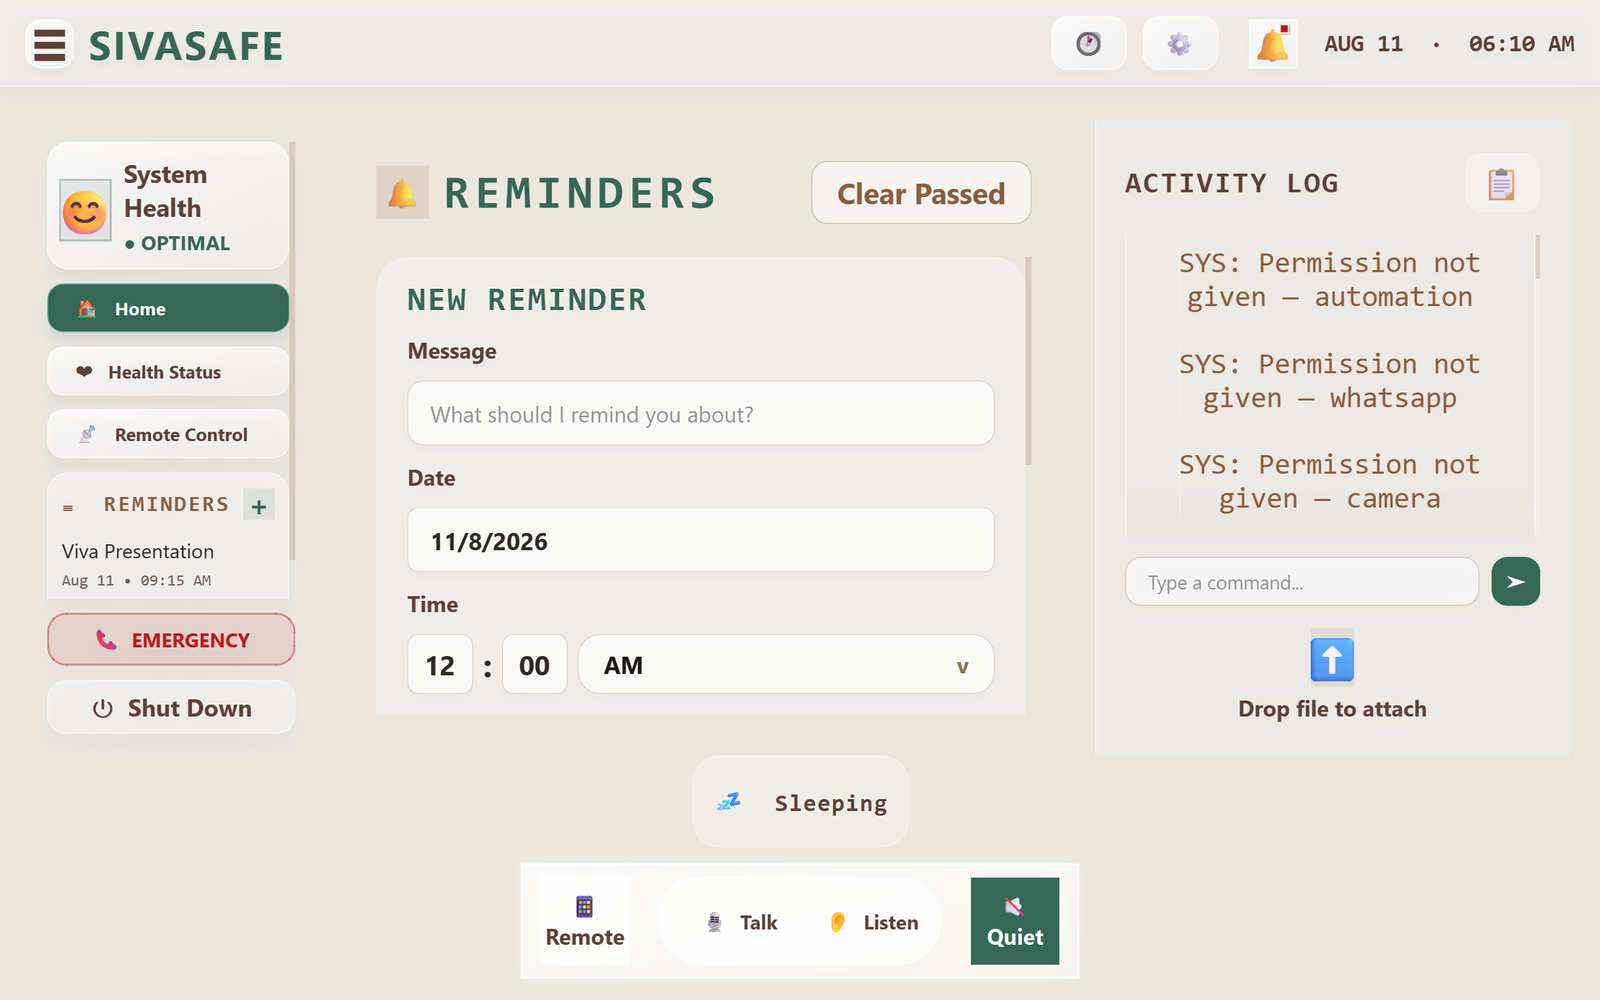 SIVASAFE
AUG 11 • 06:10 AM
System
Health
● OPTIMAL
Home
Health Status
Remote Control
REMINDERS +
Viva Presentation
Aug 11 • 09:15 AM
EMERGENCY
Shut Down
REMINDERS
Clear Passed
NEW REMINDER
Message
What should I remind you about?
Date
11/8/2026
Time
12 : 00 AM v
ACTIVITY LOG
SYS: Permission not
given — automation
SYS: Permission not
given — whatsapp
SYS: Permission not
given — camera
Type a command...
Drop file to attach
Sleeping
Remote
Talk
Listen
Quiet